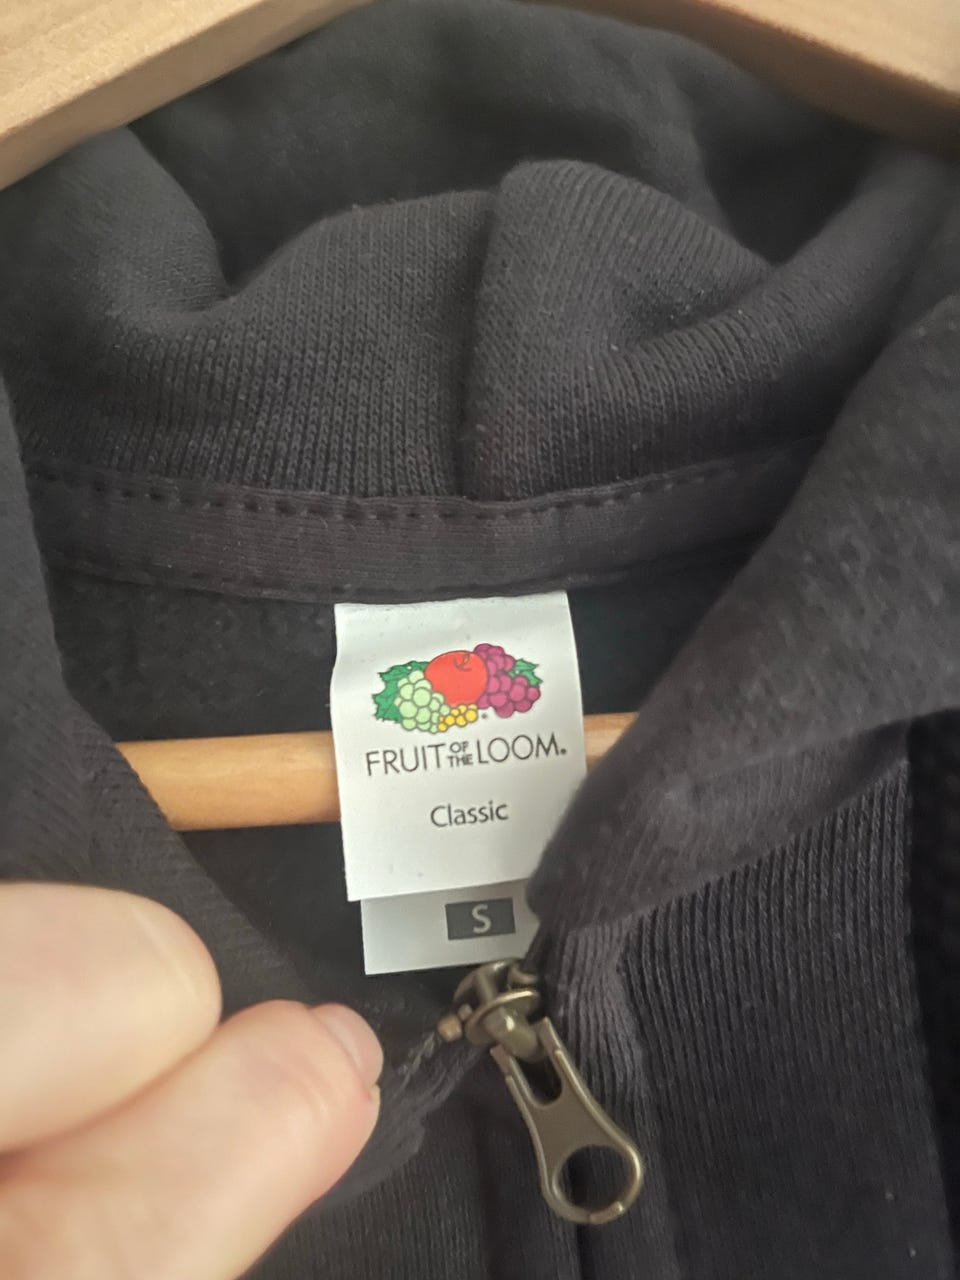 FRUIT OF THE LOOM.
Classic
S